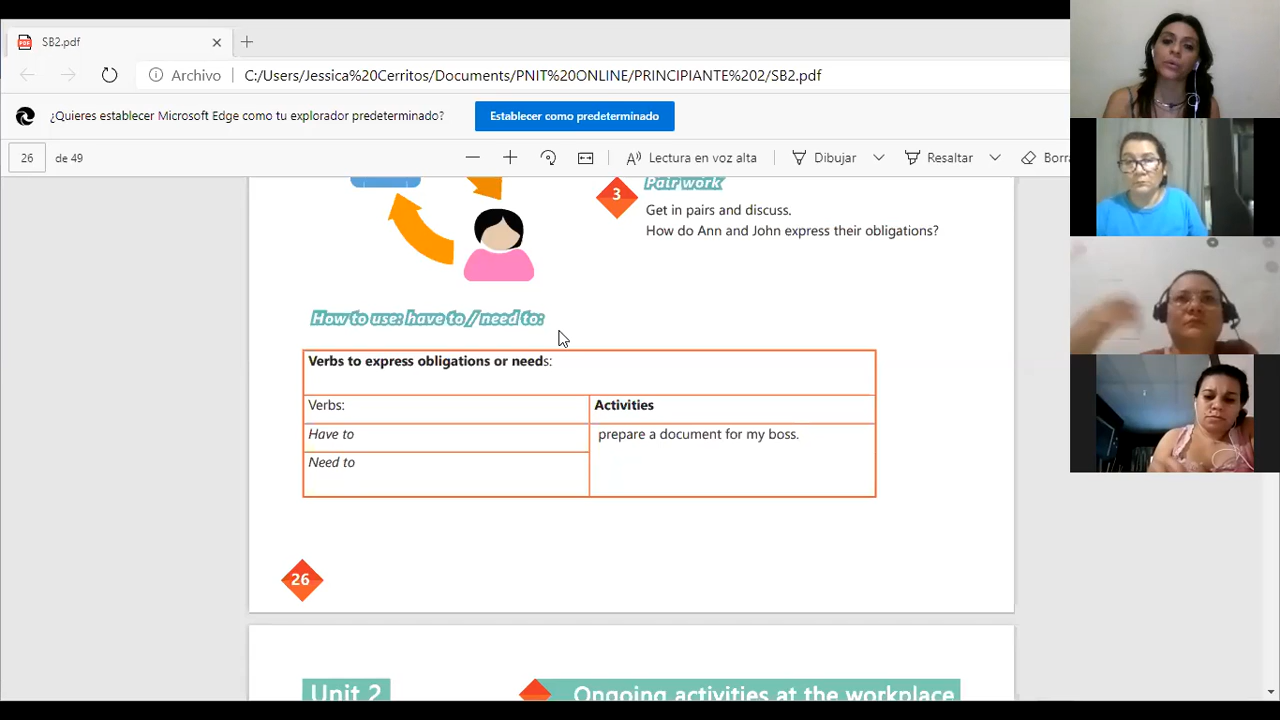 SB2.pdf
Archivo C:/Users/Jessica%20Cerritos/Documents/PNIT%20ONLINE/PRINCIPIANTE%202/SB2.pdf
¿Quieres establecer Microsoft Edge como tu explorador predeterminado? Establecer como predeterminado
26 de 49 Lectura en voz alta Dibujar Resaltar Borra
3 Pair work
Get in pairs and discuss.
How do Ann and John express their obligations?
How to use: have to / need to:
Verbs to express obligations or needs:
Verbs: Activities
Have to prepare a document for my boss.
Need to
26
Unit 2 Ongoing activities at the workplace